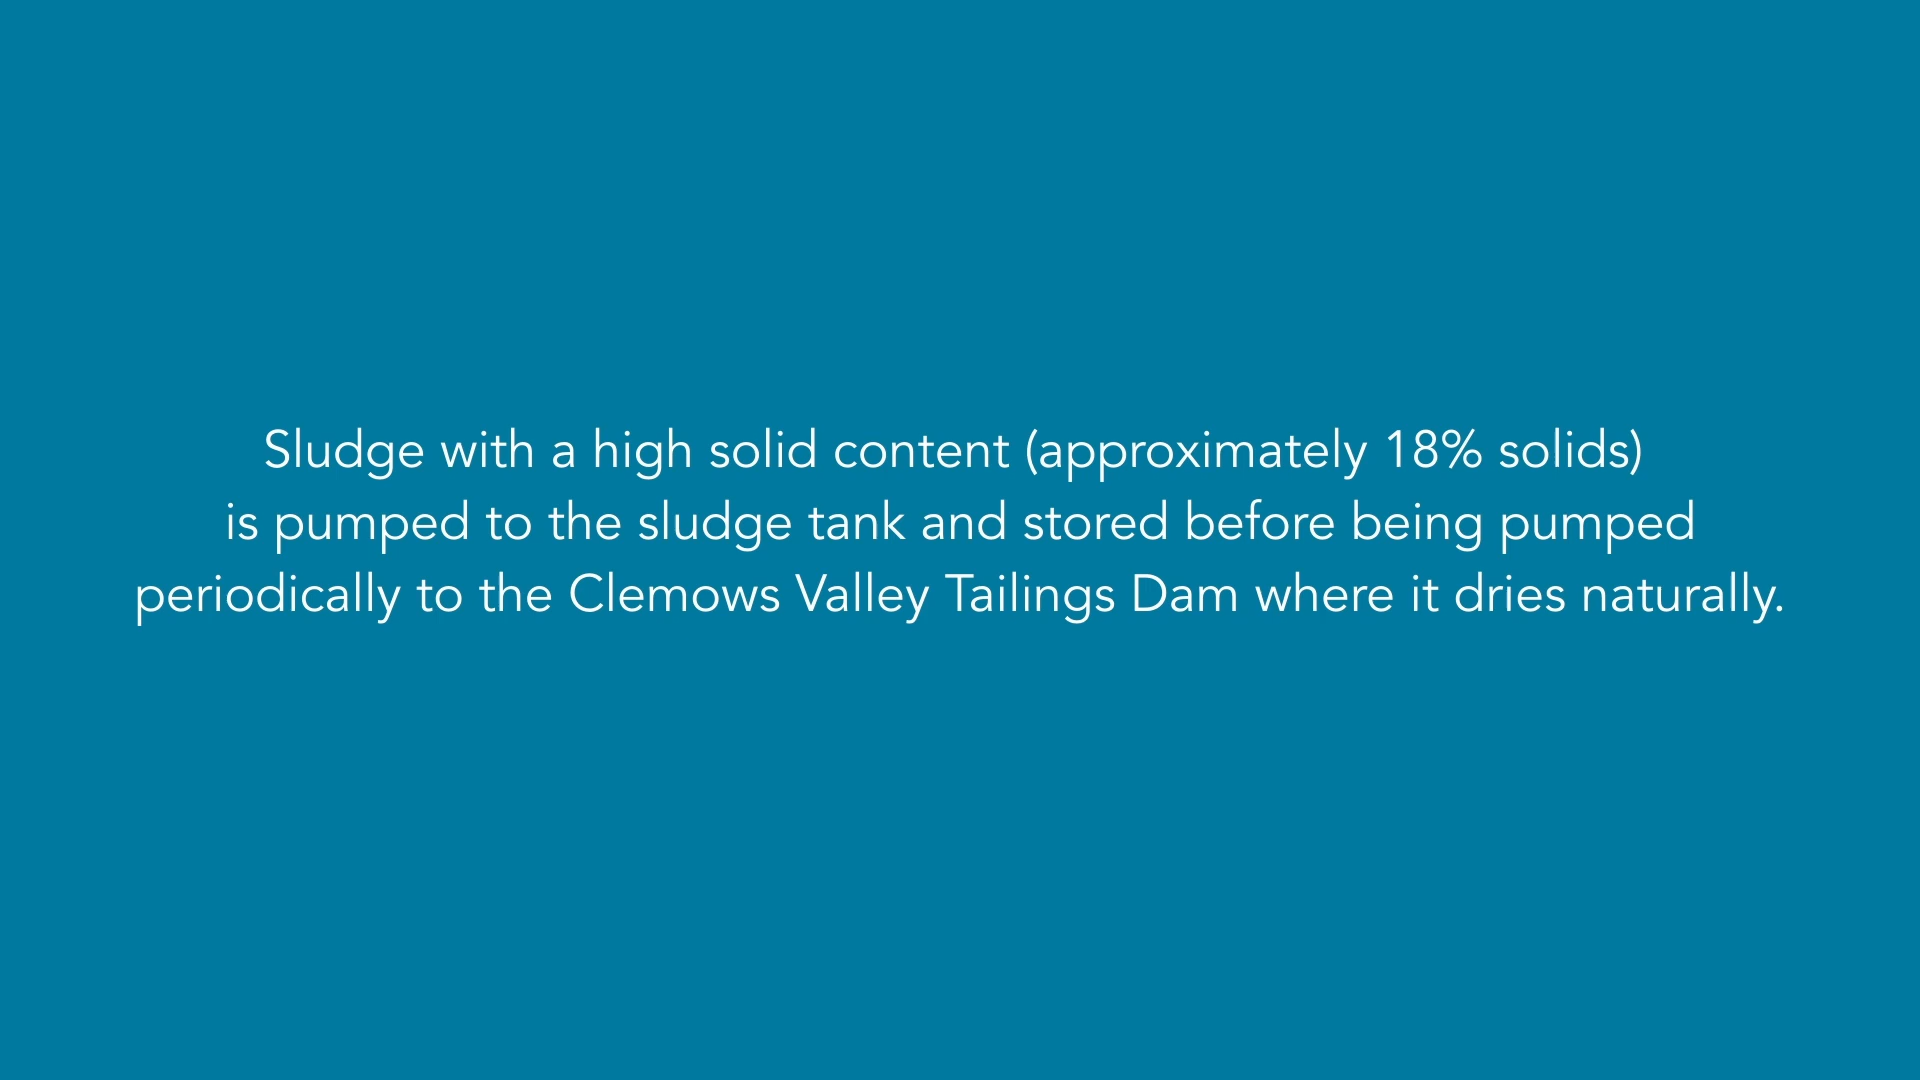 Sludge with a high solid content (approximately 18% solids)
is pumped to the sludge tank and stored before being pumped
periodically to the Clemows Valley Tailings Dam where it dries naturally.